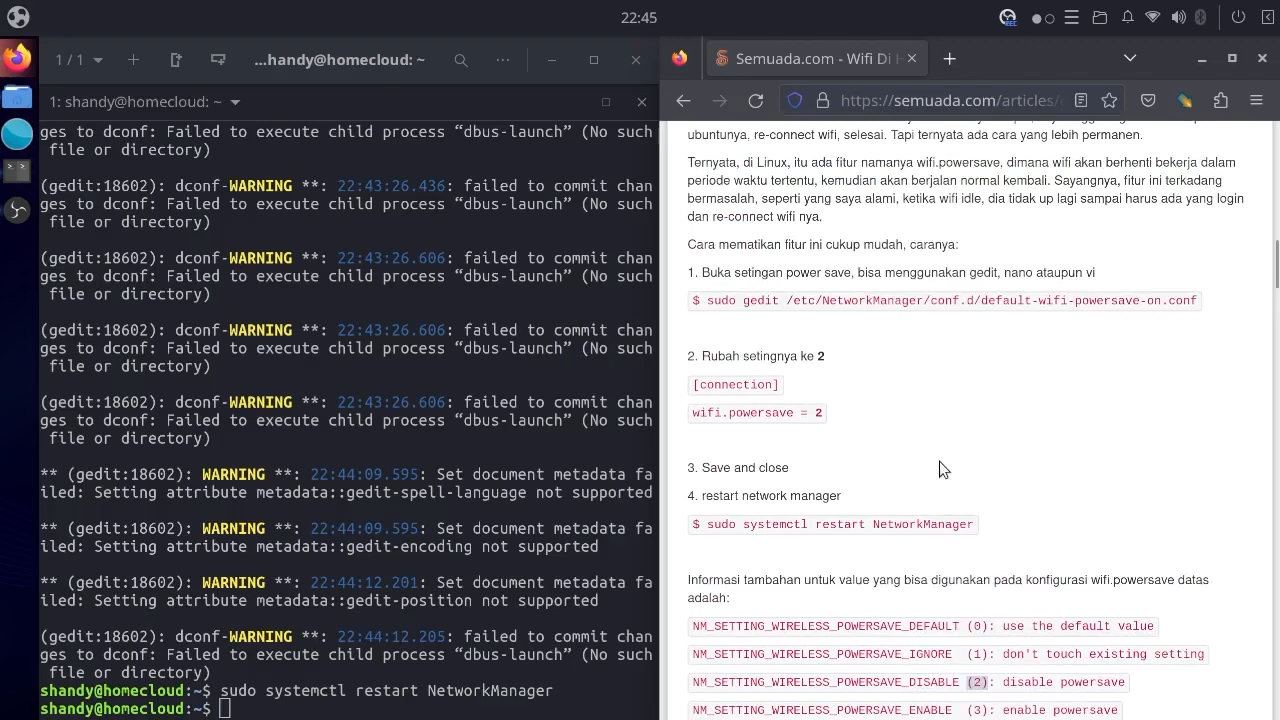 22:45
REC
1 / 1
...handy@homecloud: ~
1: shandy@homecloud: ~
ges to dconf: Failed to execute child process “dbus-launch” (No such
file or directory)
(gedit:18602): dconf-WARNING **: 22:43:26.436: failed to commit chan
ges to dconf: Failed to execute child process “dbus-launch” (No such
file or directory)
(gedit:18602): dconf-WARNING **: 22:43:26.606: failed to commit chan
ges to dconf: Failed to execute child process “dbus-launch” (No such
file or directory)
(gedit:18602): dconf-WARNING **: 22:43:26.606: failed to commit chan
ges to dconf: Failed to execute child process “dbus-launch” (No such
file or directory)
(gedit:18602): dconf-WARNING **: 22:43:26.606: failed to commit chan
ges to dconf: Failed to execute child process “dbus-launch” (No such
file or directory)
** (gedit:18602): WARNING **: 22:44:09.595: Set document metadata fa
iled: Setting attribute metadata::gedit-spell-language not supported
** (gedit:18602): WARNING **: 22:44:09.595: Set document metadata fa
iled: Setting attribute metadata::gedit-encoding not supported
** (gedit:18602): WARNING **: 22:44:12.201: Set document metadata fa
iled: Setting attribute metadata::gedit-position not supported
(gedit:18602): dconf-WARNING **: 22:44:12.205: failed to commit chan
ges to dconf: Failed to execute child process “dbus-launch” (No such
file or directory)
shandy@homecloud:~$ sudo systemctl restart NetworkManager
shandy@homecloud:~$
Semuada.com - Wifi Di
https://semuada.com/articles/
ubuntunya, re-connect wifi, selesai. Tapi ternyata ada cara yang lebih permanen.
Ternyata, di Linux, itu ada fitur namanya wifi.powersave, dimana wifi akan berhenti bekerja dalam
periode waktu tertentu, kemudian akan berjalan normal kembali. Sayangnya, fitur ini terkadang
bermasalah, seperti yang saya alami, ketika wifi idle, dia tidak up lagi sampai harus ada yang login
dan re-connect wifi nya.
Cara mematikan fitur ini cukup mudah, caranya:
1. Buka setingan power save, bisa menggunakan gedit, nano ataupun vi
$ sudo gedit /etc/NetworkManager/conf.d/default-wifi-powersave-on.conf
2. Rubah setingnya ke 2
[connection]
wifi.powersave = 2
3. Save and close
4. restart network manager
$ sudo systemctl restart NetworkManager
Informasi tambahan untuk value yang bisa digunakan pada konfigurasi wifi.powersave datas
adalah:
NM_SETTING_WIRELESS_POWERSAVE_DEFAULT (0): use the default value
NM_SETTING_WIRELESS_POWERSAVE_IGNORE (1): don't touch existing setting
NM_SETTING_WIRELESS_POWERSAVE_DISABLE (2): disable powersave
NM_SETTING_WIRELESS_POWERSAVE_ENABLE (3): enable powersave